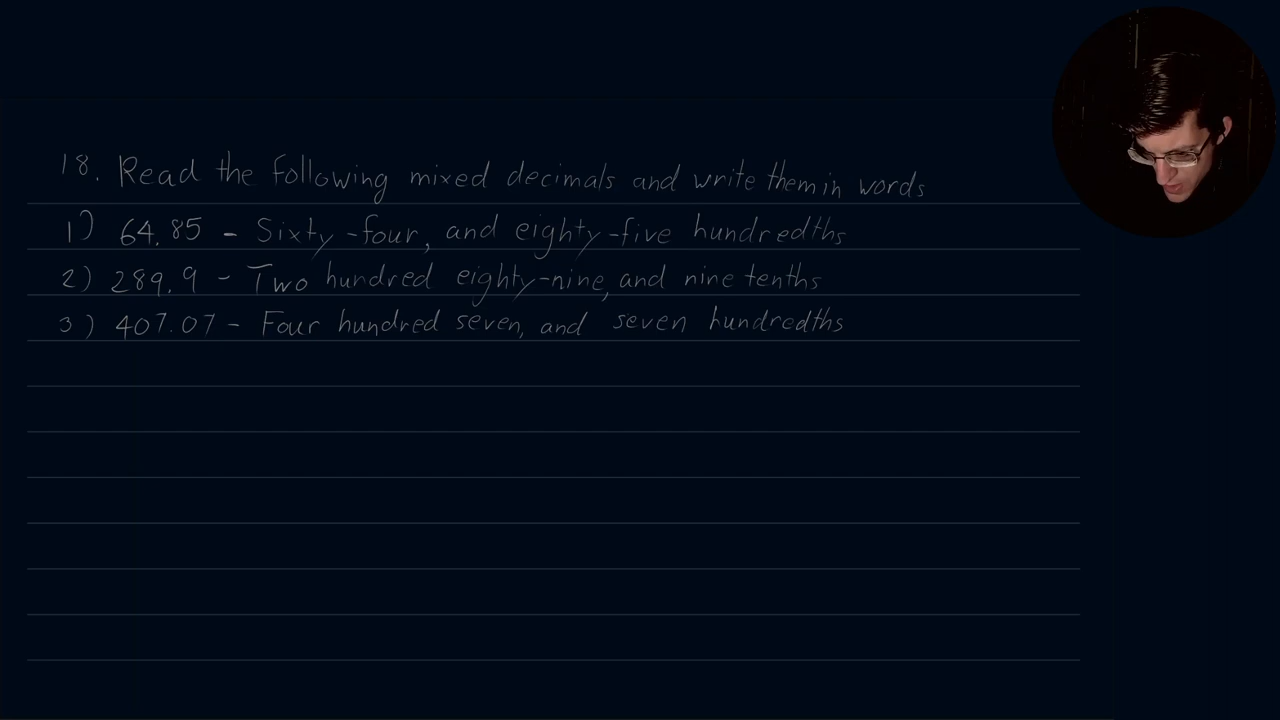 18. Read the following mixed decimals and write them in words
1) 64.85 - Sixty-four, and eighty-five hundredths
2) 289.9 - Two hundred eighty-nine, and nine tenths
3) 407.07 - Four hundred seven, and seven hundredths